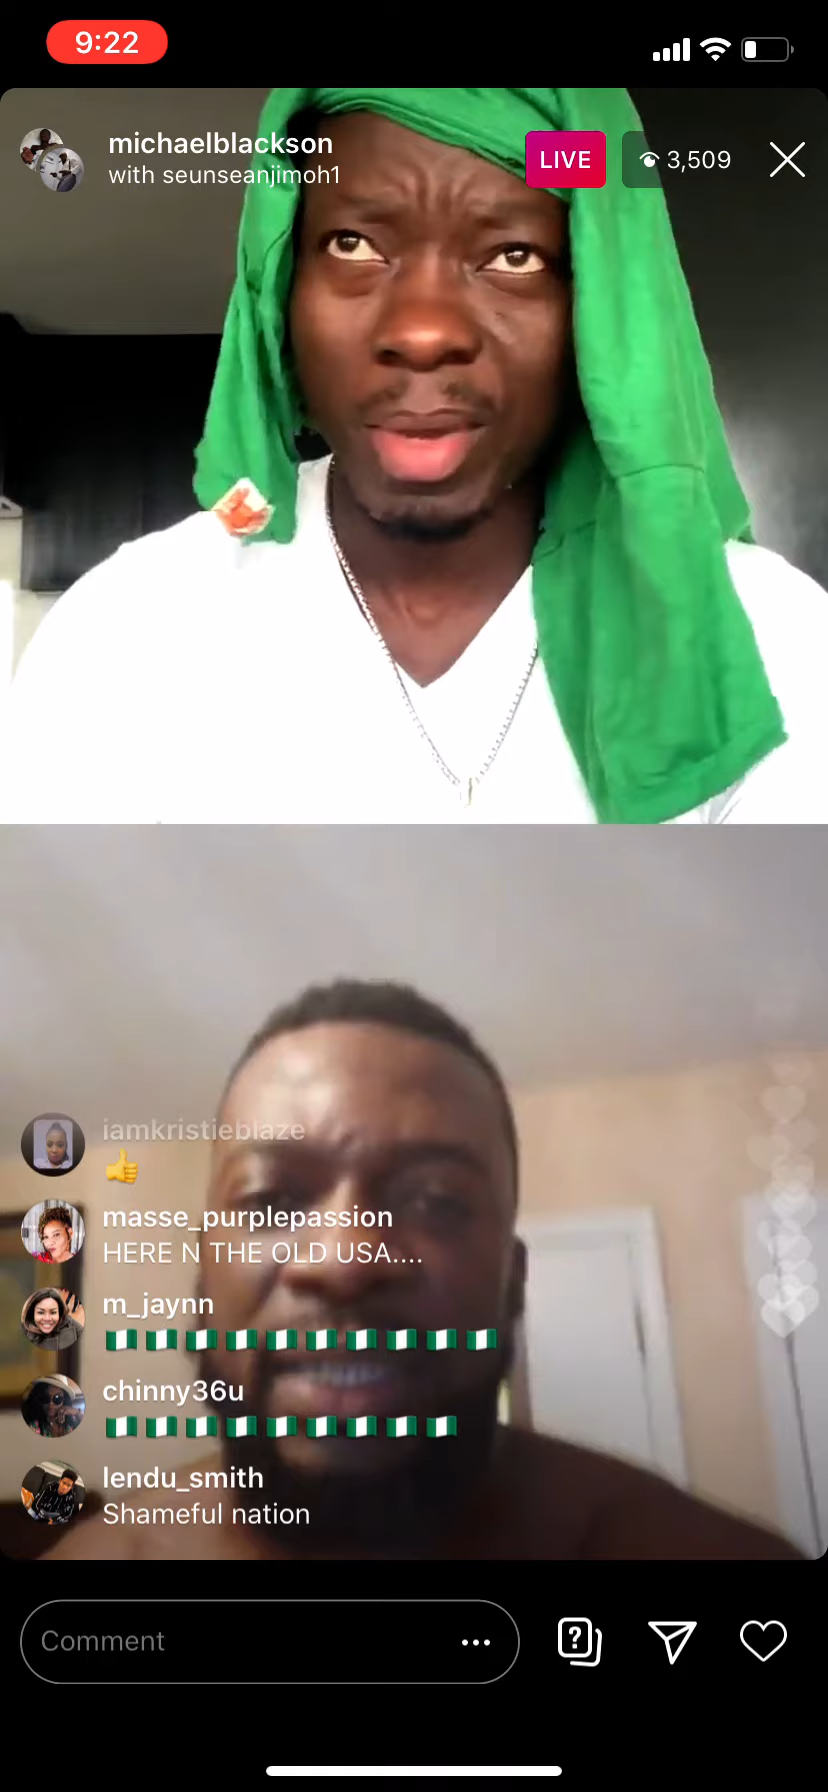 9:22
michaelblackson
with seunseanjimoh1
LIVE
3,509
iamkristieblaze
👍
masse_purplepassion
HERE N THE OLD USA....
m_jaynn
🇳🇬🇳🇬🇳🇬🇳🇬🇳🇬🇳🇬🇳🇬🇳🇬🇳🇬🇳🇬
chinny36u
🇳🇬🇳🇬🇳🇬🇳🇬🇳🇬🇳🇬🇳🇬🇳🇬🇳🇬
lendu_smith
Shameful nation
Comment